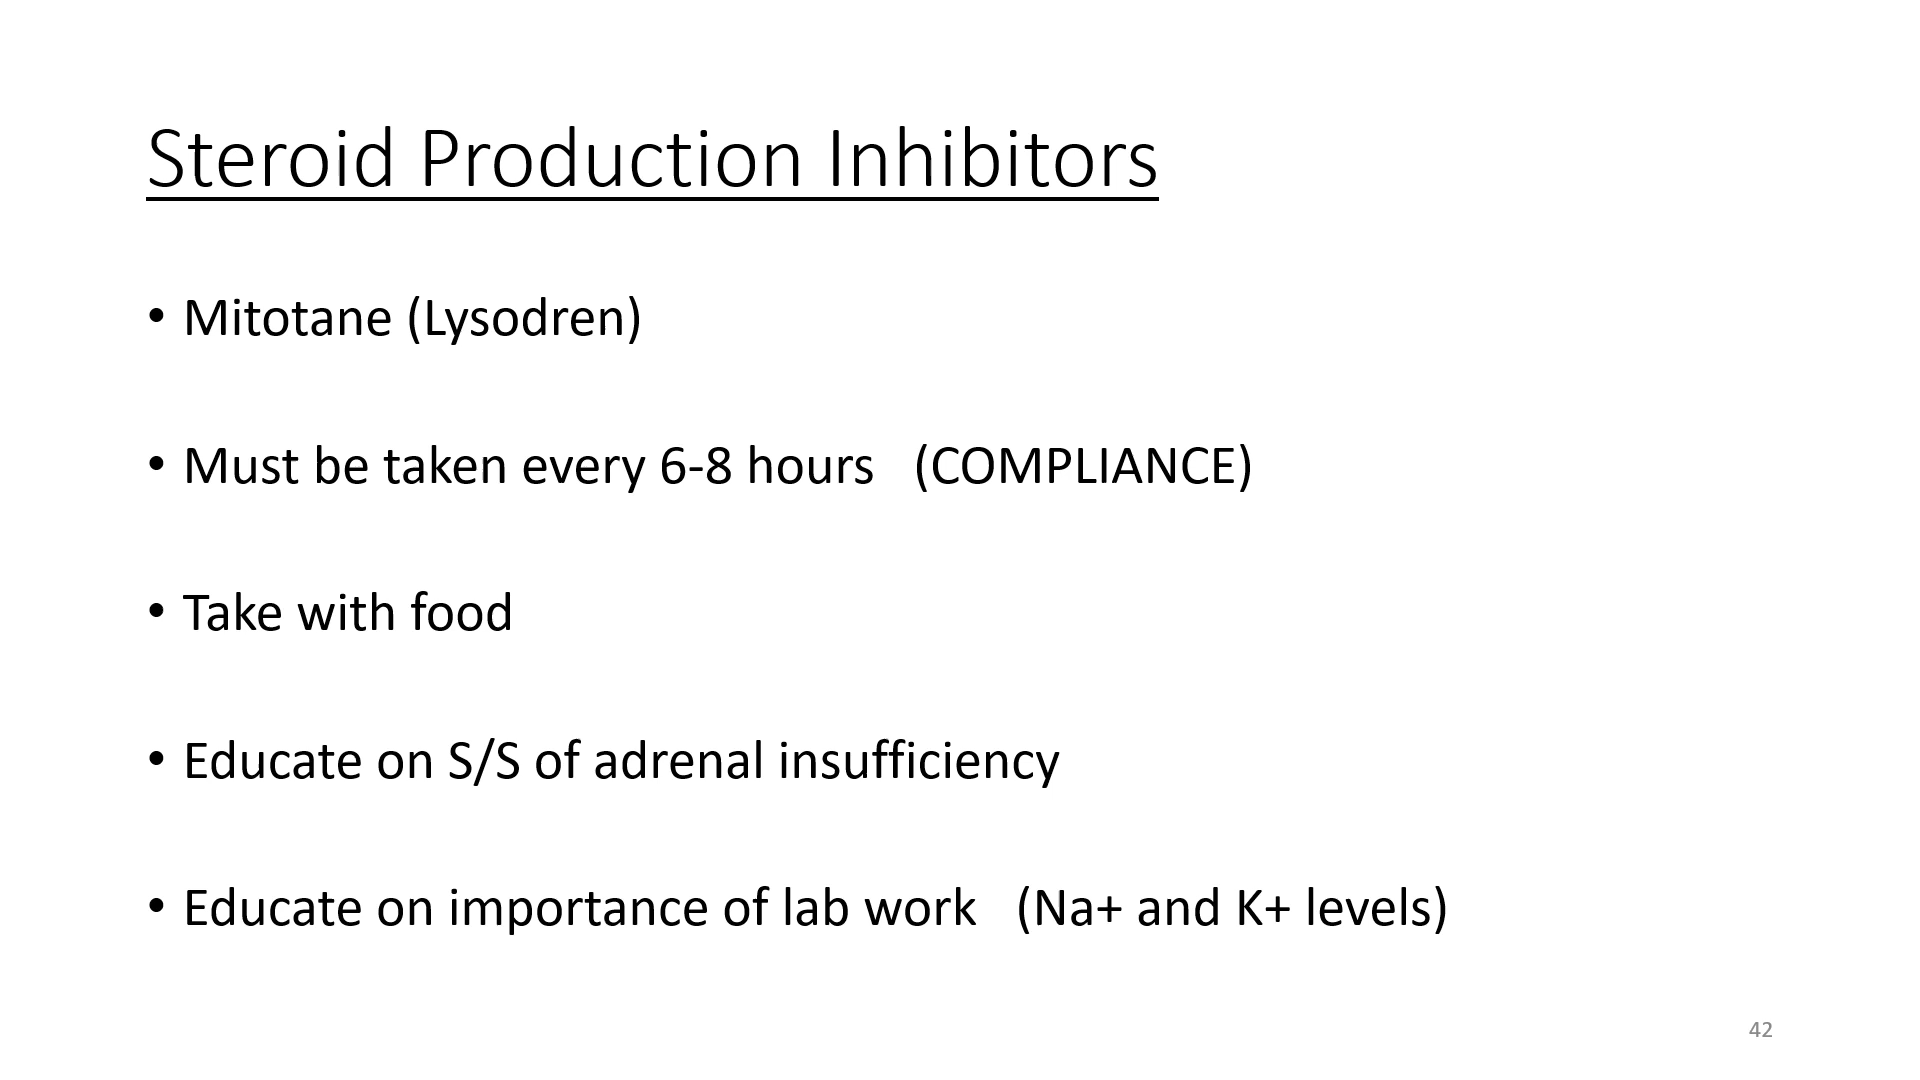 Steroid Production Inhibitors
• Mitotane (Lysodren)
• Must be taken every 6-8 hours   (COMPLIANCE)
• Take with food
• Educate on S/S of adrenal insufficiency
• Educate on importance of lab work   (Na+ and K+ levels)
42